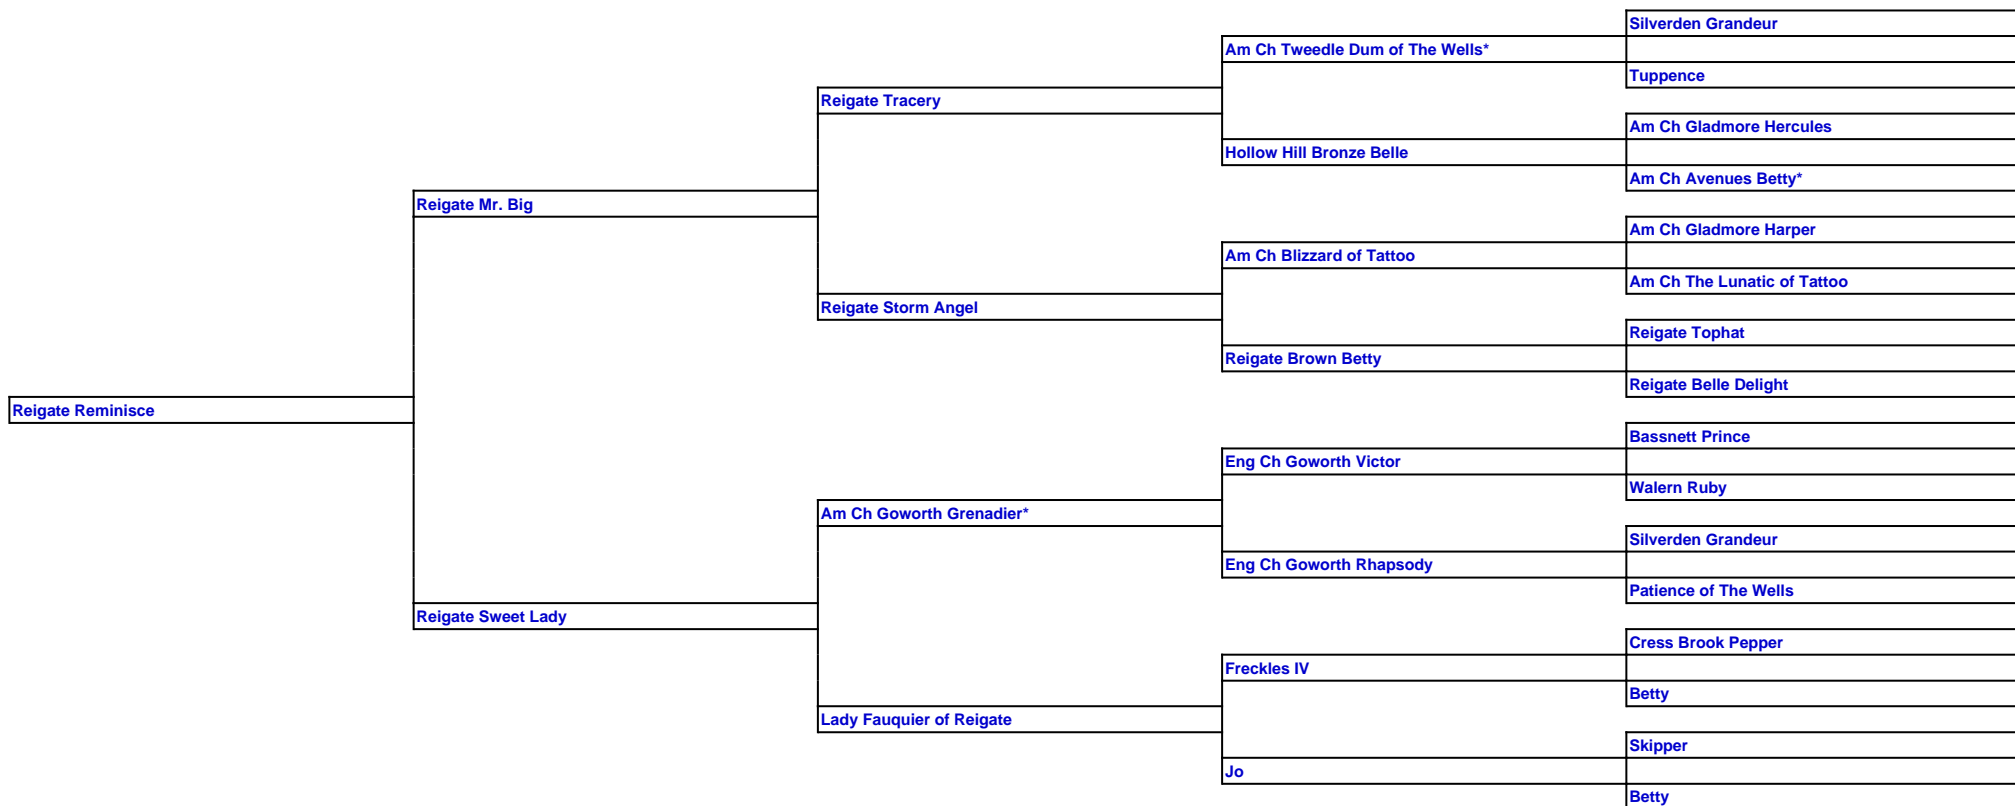 Silverden Grandeur
Am Ch Tweedle Dum of The Wells*
Tuppence
Reigate Tracery
Am Ch Gladmore Hercules
Hollow Hill Bronze Belle
Am Ch Avenues Betty*
Reigate Mr. Big
Am Ch Gladmore Harper
Am Ch Blizzard of Tattoo
Am Ch The Lunatic of Tattoo
Reigate Storm Angel
Reigate Tophat
Reigate Brown Betty
Reigate Belle Delight
Reigate Reminisce
Bassnett Prince
Eng Ch Goworth Victor
Walern Ruby
Am Ch Goworth Grenadier*
Silverden Grandeur
Eng Ch Goworth Rhapsody
Patience of The Wells
Reigate Sweet Lady
Cress Brook Pepper
Freckles IV
Betty
Lady Fauquier of Reigate
Skipper
Jo
Betty